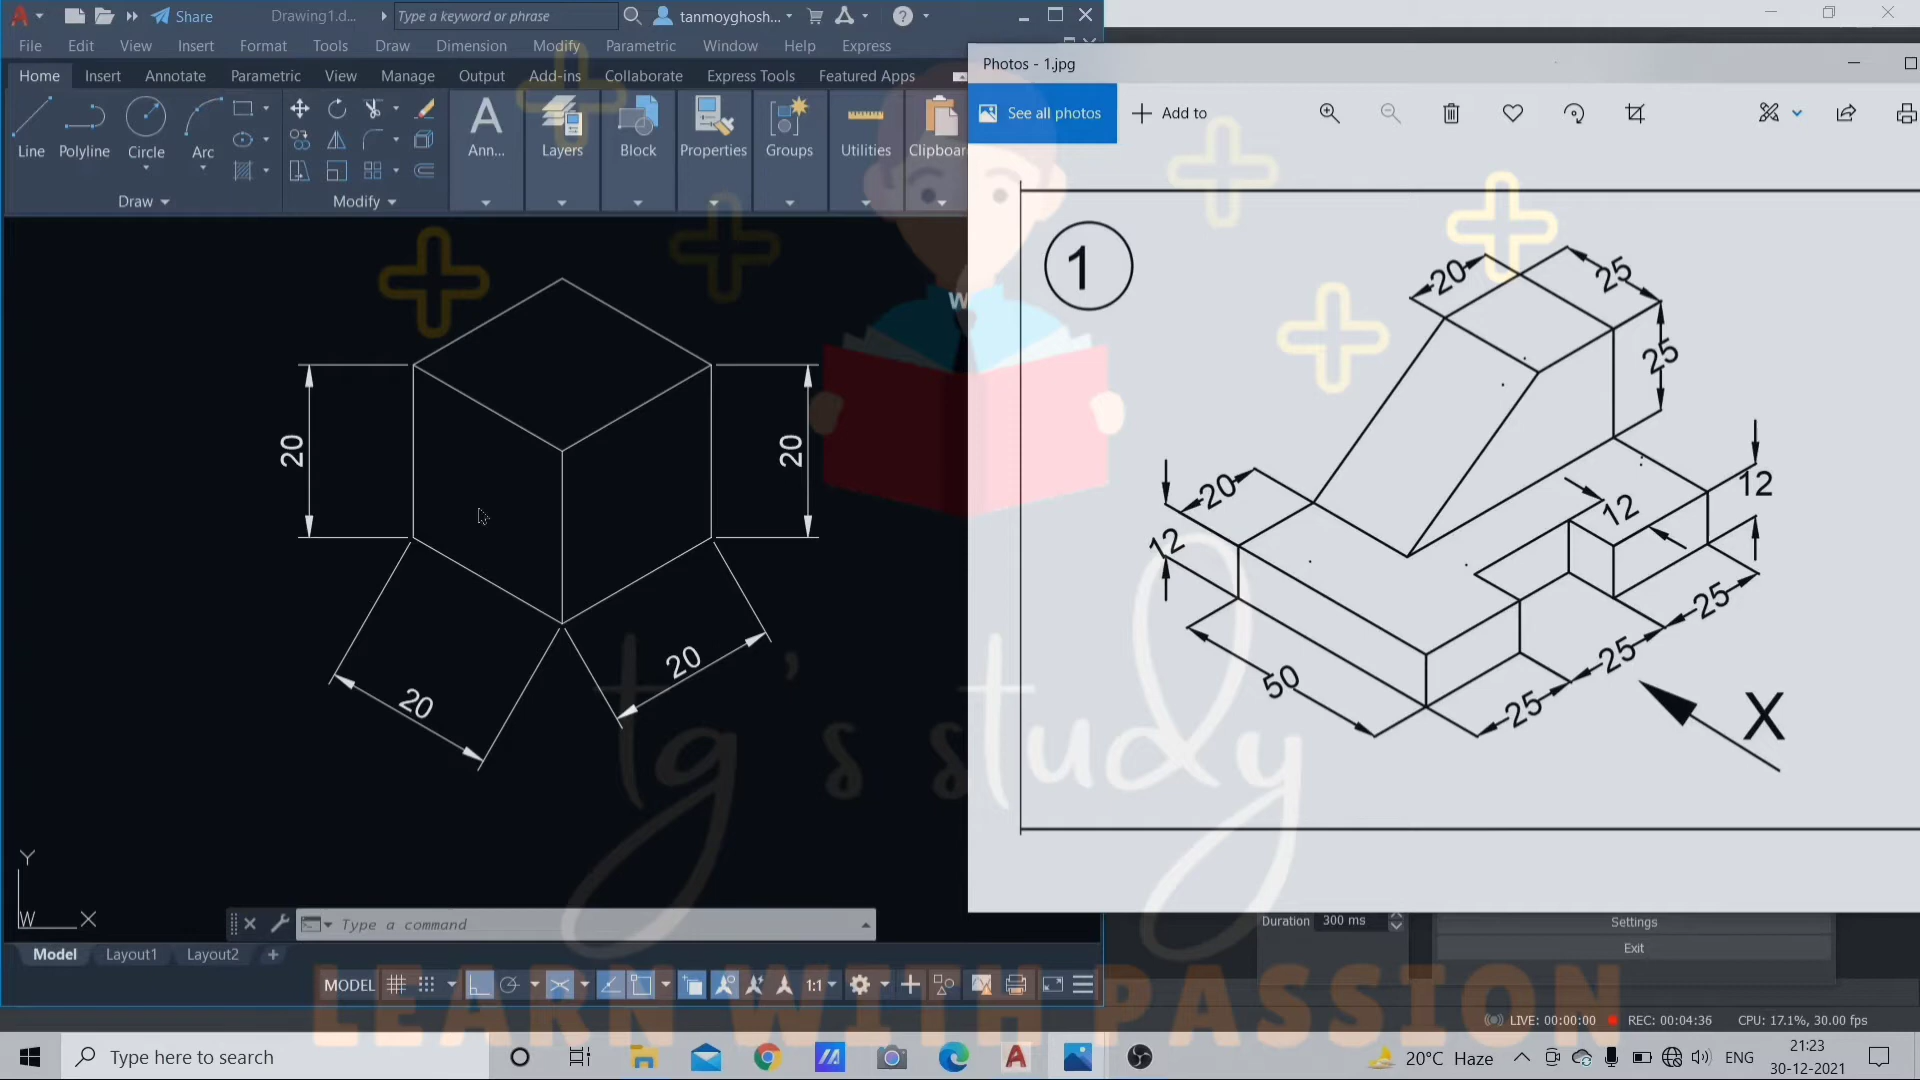 Share
Drawing1.d...
Type a keyword or phrase
tanmoyghosh...
File Edit View Insert Format Tools Draw Dimension Modify Parametric Window Help Express
Home Insert Annotate Parametric View Manage Output Add-ins Collaborate Express Tools Featured Apps
Line Polyline Circle Arc
Ann... Layers Block Properties Groups Utilities Clipboar
Draw Modify
20
20
20
20
Y
W X
Type a command
Model Layout1 Layout2
MODEL
1:1
Photos - 1.jpg
See all photos
Add to
W
1
20
25
25
20
12
12
12
50
25
25
25
X
tg's study
LEARN WITH PASSION
Duration 300 ms
Settings
Exit
LIVE: 00:00:00 REC: 00:04:36 CPU: 17.1%, 30.00 fps
Type here to search
20°C Haze
ENG
21:23
30-12-2021